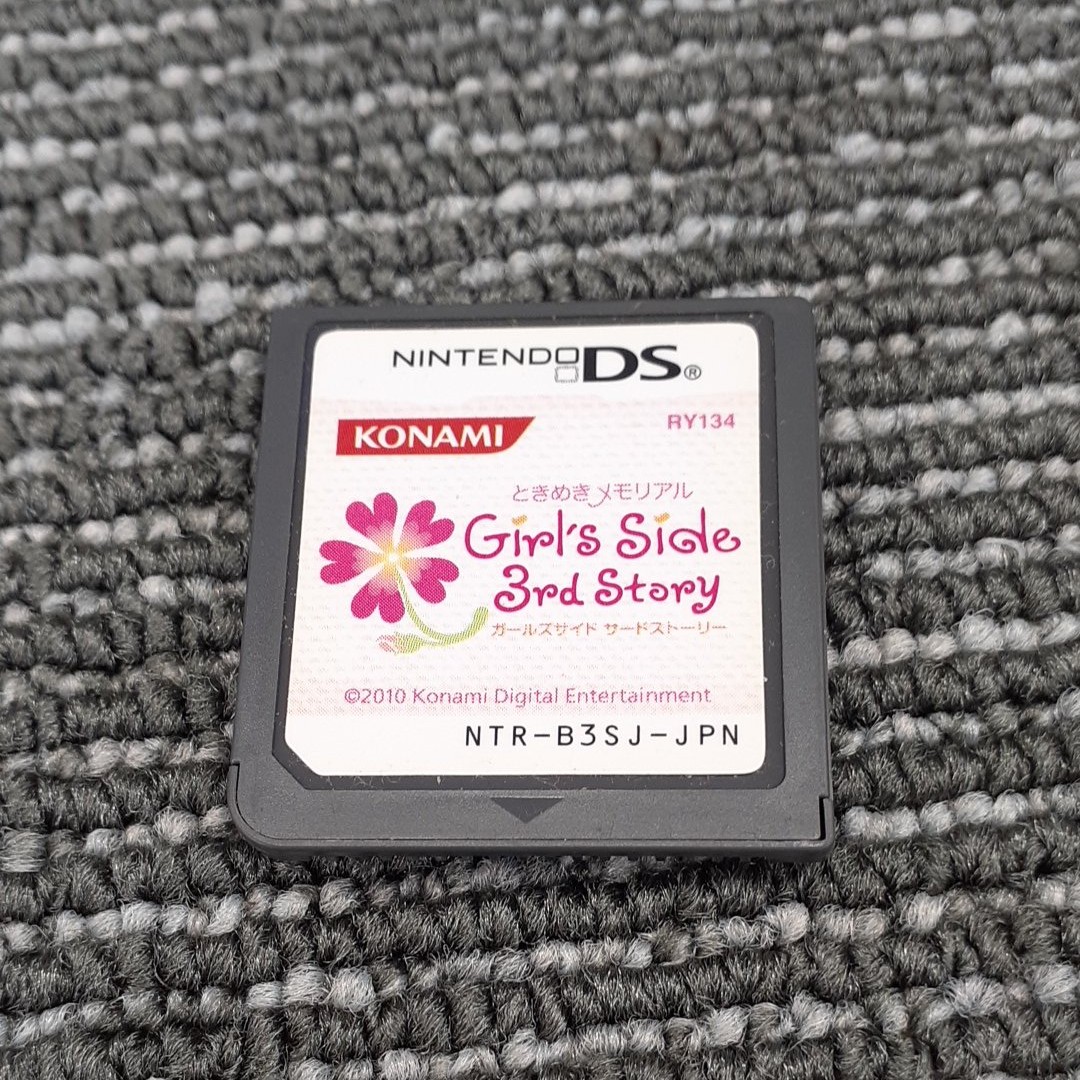 NINTENDO DS®
KONAMI
RY134
ときめきメモリアル
Girl's Side
3rd Story
ガールズサイド サードストーリー
©2010 Konami Digital Entertainment
NTR-B3SJ-JPN